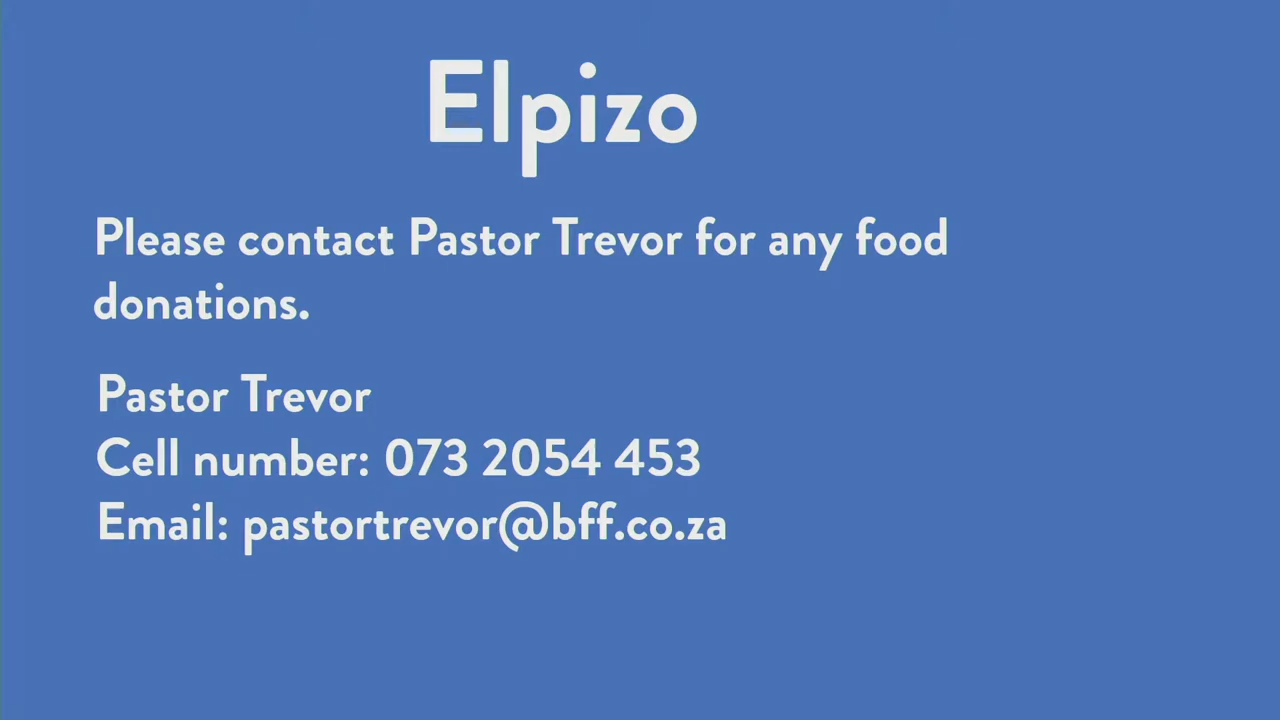 Elpizo
Please contact Pastor Trevor for any food
donations.
Pastor Trevor
Cell number: 073 2054 453
Email: pastortrevor@bff.co.za